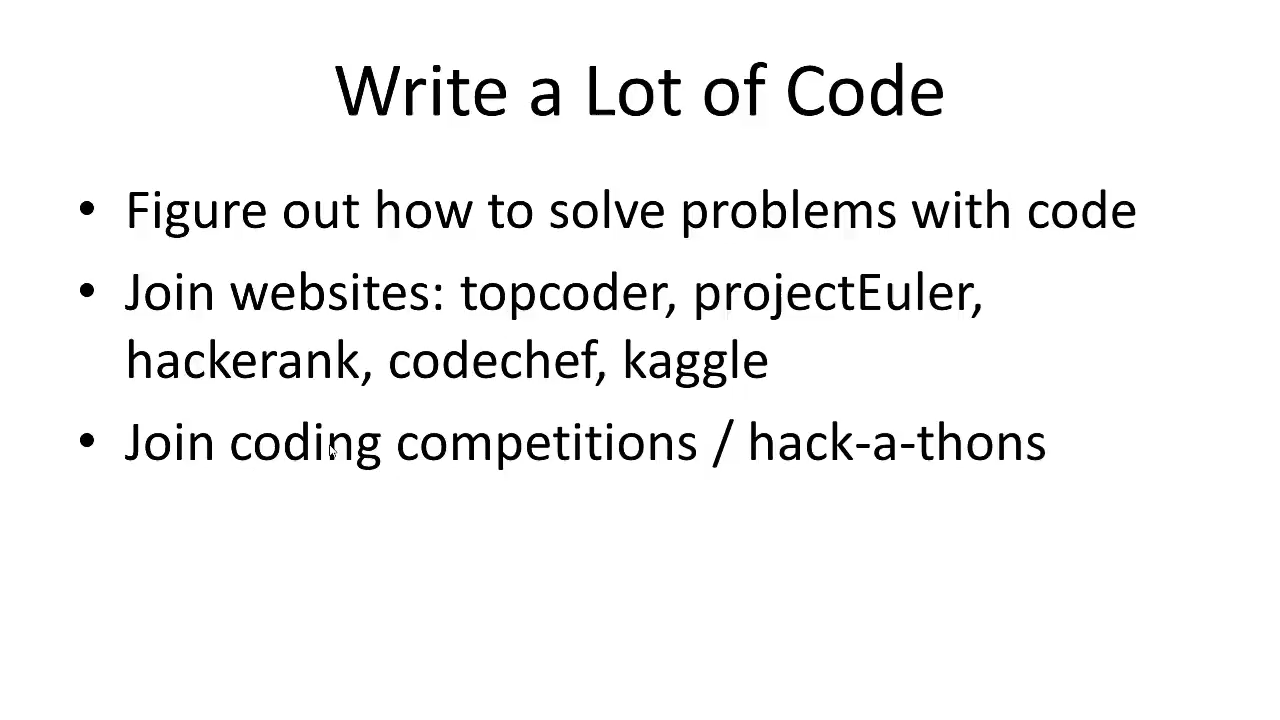 Write a Lot of Code
• Figure out how to solve problems with code
• Join websites: topcoder, projectEuler,
hackerank, codechef, kaggle
• Join coding competitions / hack-a-thons